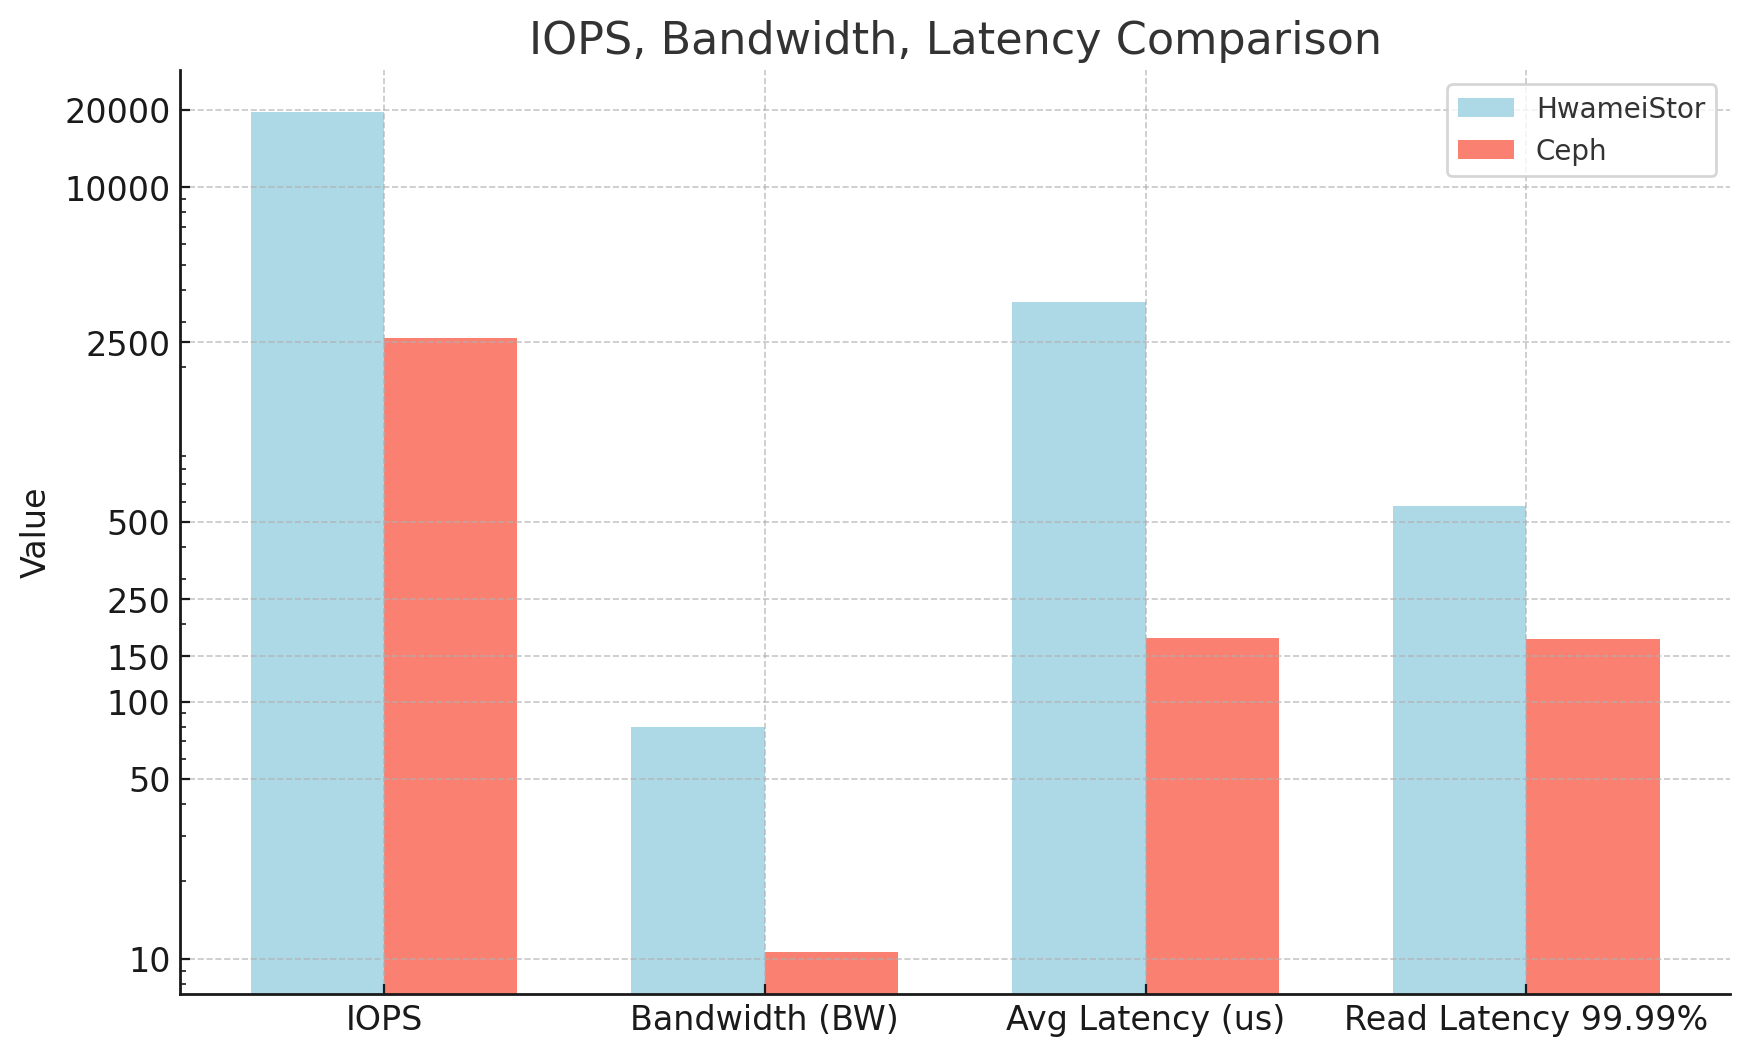 IOPS, Bandwidth, Latency Comparison
HwameiStor
Ceph
Value
20000
10000
2500
500
250
150
100
50
10
IOPS
Bandwidth (BW)
Avg Latency (us)
Read Latency 99.99%